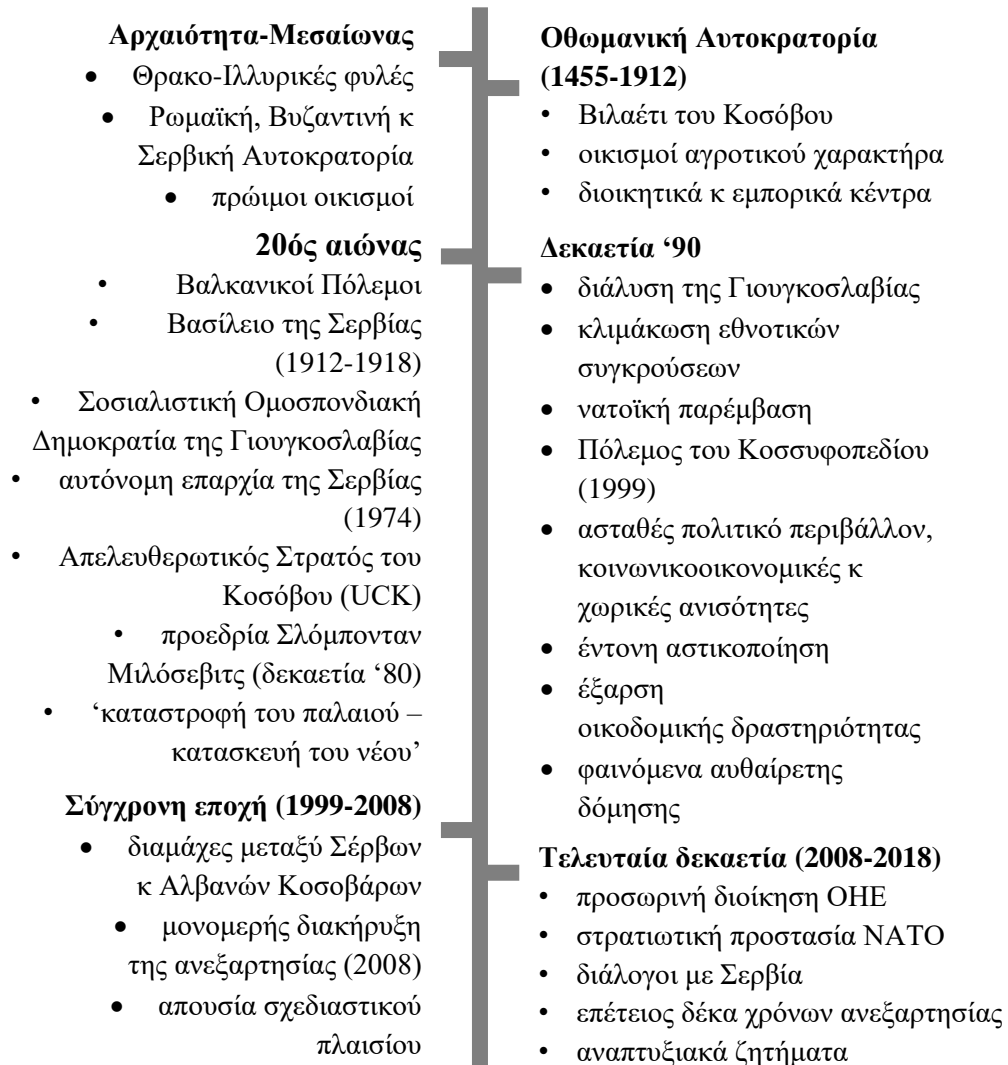 Αρχαιότητα-Μεσαίωνας
• Θρακο-Ιλλυρικές φυλές
• Ρωμαϊκή, Βυζαντινή κ
Σερβική Αυτοκρατορία
• πρώιμοι οικισμοί
Οθωμανική Αυτοκρατορία
(1455-1912)
• Βιλαέτι του Κοσόβου
• οικισμοί αγροτικού χαρακτήρα
• διοικητικά κ εμπορικά κέντρα
20ός αιώνας
• Βαλκανικοί Πόλεμοι
• Βασίλειο της Σερβίας
(1912-1918)
• Σοσιαλιστική Ομοσπονδιακή
Δημοκρατία της Γιουγκοσλαβίας
• αυτόνομη επαρχία της Σερβίας
(1974)
• Απελευθερωτικός Στρατός του
Κοσόβου (UCK)
• προεδρία Σλόμπονταν
Μιλόσεβιτς (δεκαετία ‘80)
• ‘καταστροφή του παλαιού –
κατασκευή του νέου’
Δεκαετία ‘90
• διάλυση της Γιουγκοσλαβίας
• κλιμάκωση εθνοτικών
συγκρούσεων
• νατοϊκή παρέμβαση
• Πόλεμος του Κοσσυφοπεδίου
(1999)
• ασταθές πολιτικό περιβάλλον,
κοινωνικοοικονομικές κ
χωρικές ανισότητες
• έντονη αστικοποίηση
• έξαρση
οικοδομικής δραστηριότητας
• φαινόμενα αυθαίρετης
δόμησης
Σύγχρονη εποχή (1999-2008)
• διαμάχες μεταξύ Σέρβων
κ Αλβανών Κοσοβάρων
• μονομερής διακήρυξη
της ανεξαρτησίας (2008)
• απουσία σχεδιαστικού
πλαισίου
Τελευταία δεκαετία (2008-2018)
• προσωρινή διοίκηση ΟΗΕ
• στρατιωτική προστασία ΝΑΤΟ
• διάλογοι με Σερβία
• επέτειος δέκα χρόνων ανεξαρτησίας
• αναπτυξιακά ζητήματα